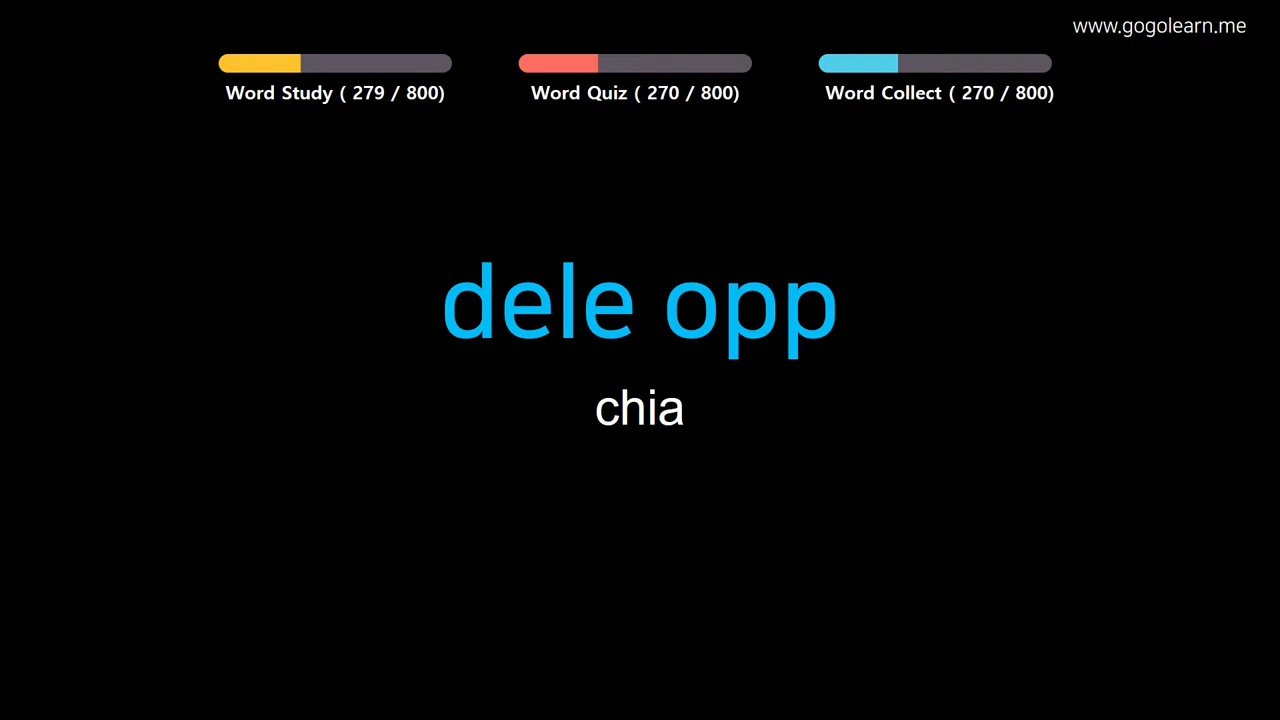 www.gogolearn.me
Word Study ( 279 / 800)
Word Quiz ( 270 / 800)
Word Collect ( 270 / 800)
dele opp
chia